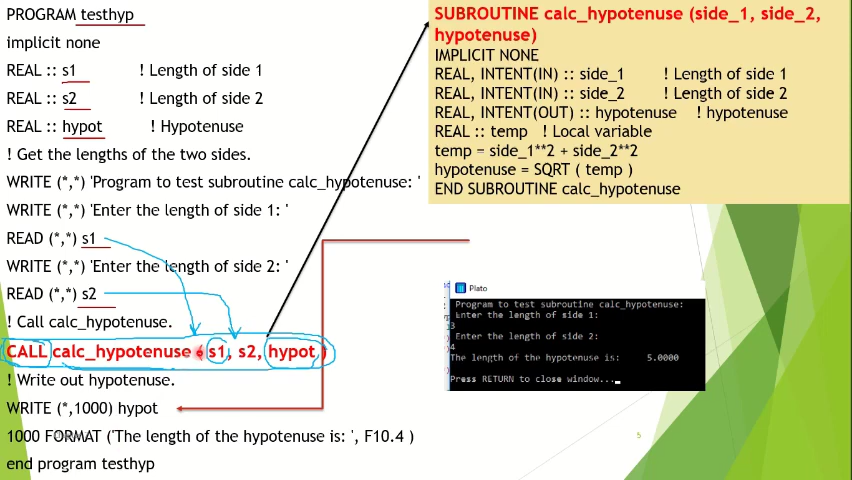 PROGRAM testhyp
implicit none
REAL :: s1 ! Length of side 1
REAL :: s2 ! Length of side 2
REAL :: hypot ! Hypotenuse
! Get the lengths of the two sides.
WRITE (*,*) 'Program to test subroutine calc_hypotenuse: '
WRITE (*,*) 'Enter the length of side 1: '
READ (*,*) s1
WRITE (*,*) 'Enter the length of side 2: '
READ (*,*) s2
! Call calc_hypotenuse.
CALL calc_hypotenuse ( s1, s2, hypot )
! Write out hypotenuse.
WRITE (*,1000) hypot
1000 FORMAT ('The length of the hypotenuse is: ', F10.4 )
end program testhyp
SUBROUTINE calc_hypotenuse (side_1, side_2,
hypotenuse)
IMPLICIT NONE
REAL, INTENT(IN) :: side_1 ! Length of side 1
REAL, INTENT(IN) :: side_2 ! Length of side 2
REAL, INTENT(OUT) :: hypotenuse ! hypotenuse
REAL :: temp ! Local variable
temp = side_1**2 + side_2**2
hypotenuse = SQRT ( temp )
END SUBROUTINE calc_hypotenuse
Plato
Program to test subroutine calc_hypotenuse:
Enter the length of side 1:
3
Enter the length of side 2:
4
The length of the hypotenuse is: 5.0000
Press RETURN to close window...
5